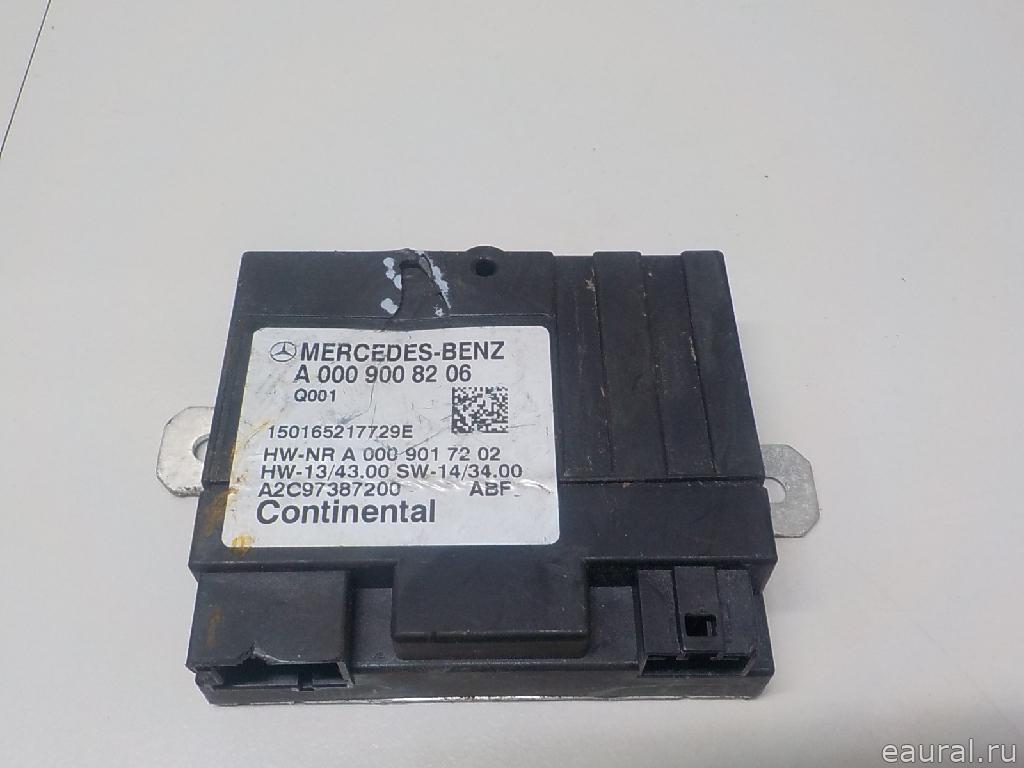 MERCEDES-BENZ
A 000 900 82 06
Q001
150165217729E
HW-NR A 000 901 72 02
HW-13/43.00 SW-14/34.00
A2C97387200 ABF
Continental
eaural.ru